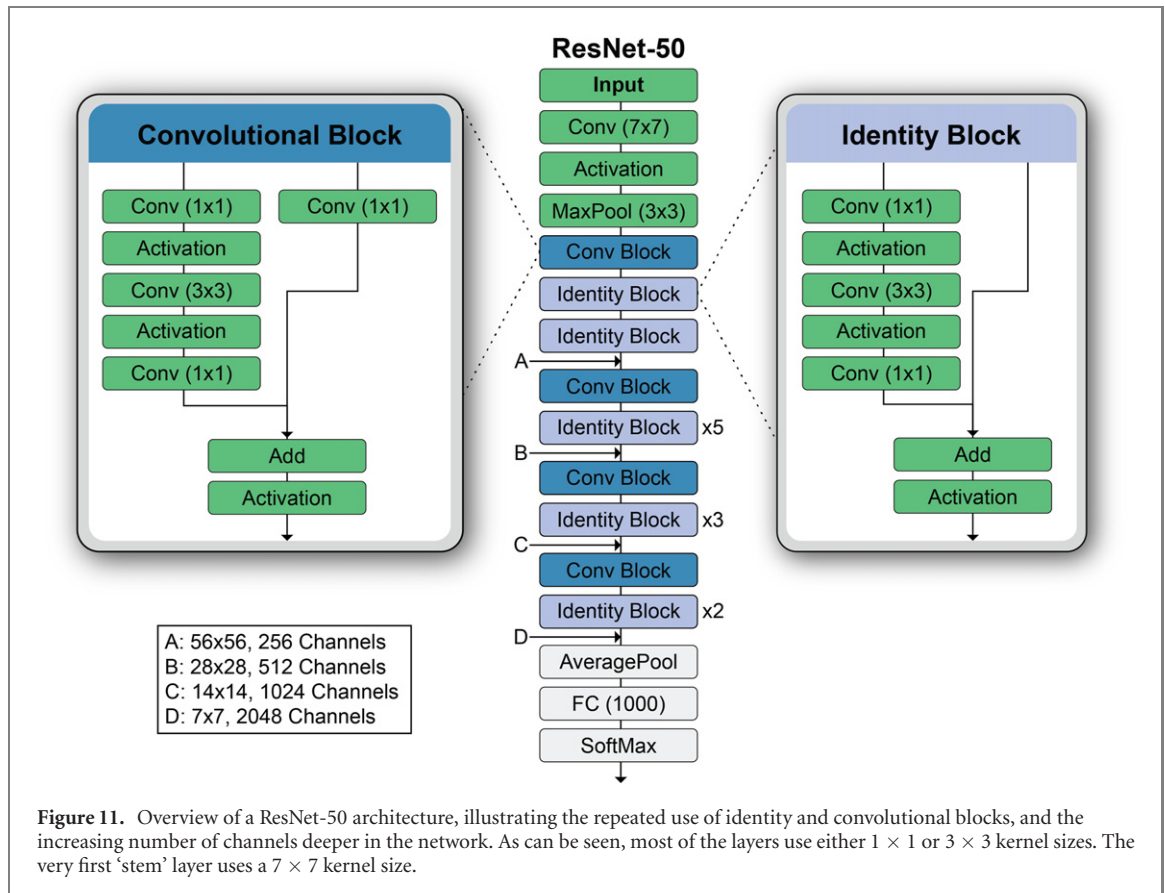 ResNet-50
Input
Conv (7x7)
Activation
MaxPool (3x3)
Conv Block
Identity Block
Identity Block
A
Conv Block
Identity Block x5
B
Conv Block
Identity Block x3
C
Conv Block
Identity Block x2
D
AveragePool
FC (1000)
SoftMax
Convolutional Block
Conv (1x1) Conv (1x1)
Activation
Conv (3x3)
Activation
Conv (1x1)
Add
Activation
Identity Block
Conv (1x1)
Activation
Conv (3x3)
Activation
Conv (1x1)
Add
Activation
A: 56x56, 256 Channels
B: 28x28, 512 Channels
C: 14x14, 1024 Channels
D: 7x7, 2048 Channels
Figure 11. Overview of a ResNet-50 architecture, illustrating the repeated use of identity and convolutional blocks, and the
increasing number of channels deeper in the network. As can be seen, most of the layers use either 1 × 1 or 3 × 3 kernel sizes. The
very first ‘stem’ layer uses a 7 × 7 kernel size.